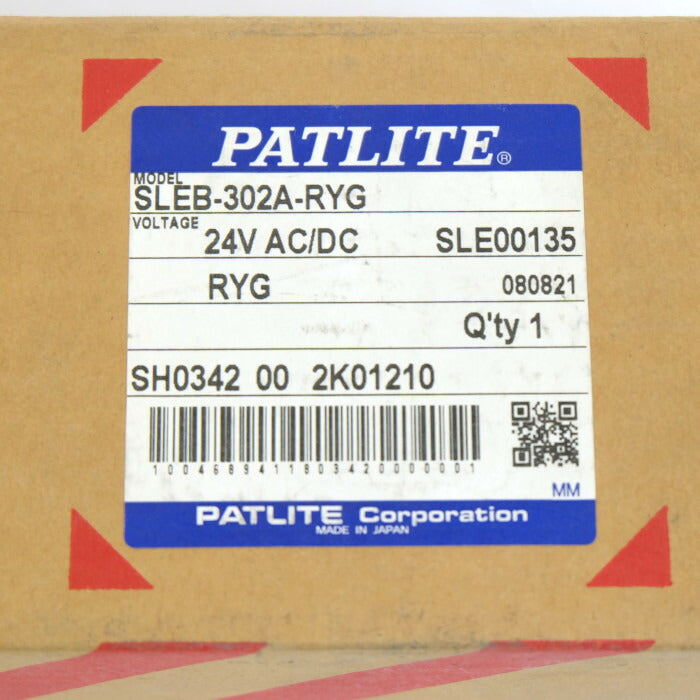 PATLITE®
MODEL
SLEB-302A-RYG
VOLTAGE
24V AC/DC SLE00135
RYG 080821
Q'ty 1
SH0342 00 2K01210
1004689411803420000001
MM
PATLITE Corporation
MADE IN JAPAN